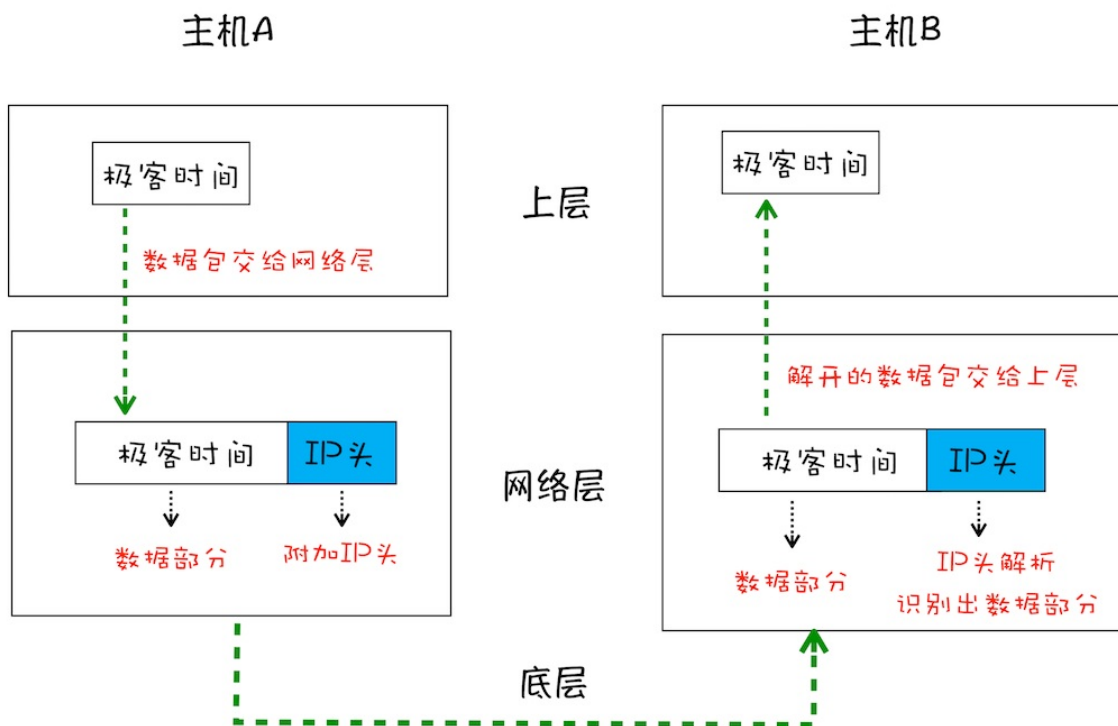 主机A
主机B
极客时间
极客时间
上层
数据包交给网络层
解开的数据包交给上层
极客时间
IP头
极客时间
IP头
网络层
数据部分
附加IP头
数据部分
IP头解析
识别出数据部分
底层